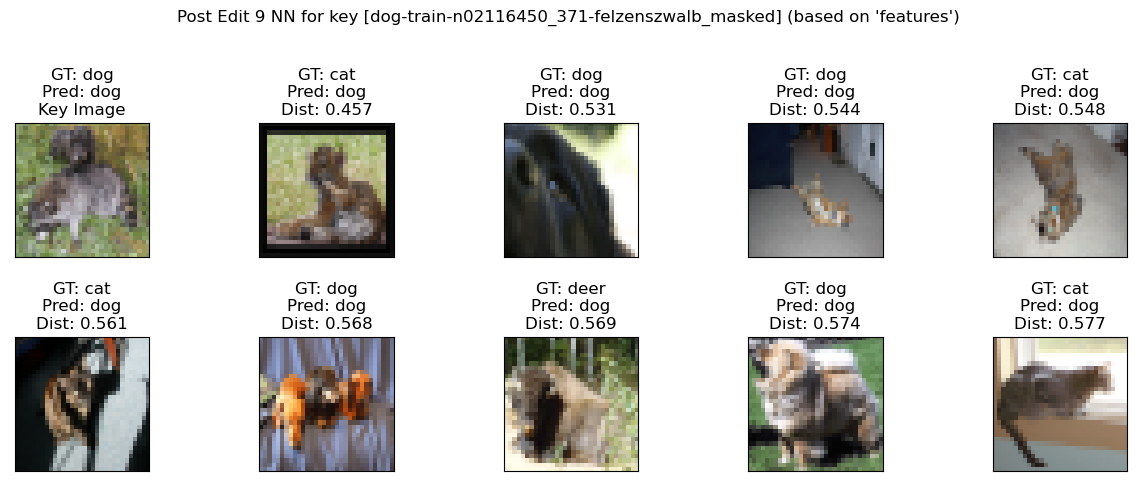 Post Edit 9 NN for key [dog-train-n02116450_371-felzenszwalb_masked] (based on 'features')
GT: dog
Pred: dog
Key Image
GT: cat
Pred: dog
Dist: 0.457
GT: dog
Pred: dog
Dist: 0.531
GT: dog
Pred: dog
Dist: 0.544
GT: cat
Pred: dog
Dist: 0.548
GT: cat
Pred: dog
Dist: 0.561
GT: dog
Pred: dog
Dist: 0.568
GT: deer
Pred: dog
Dist: 0.569
GT: dog
Pred: dog
Dist: 0.574
GT: cat
Pred: dog
Dist: 0.577